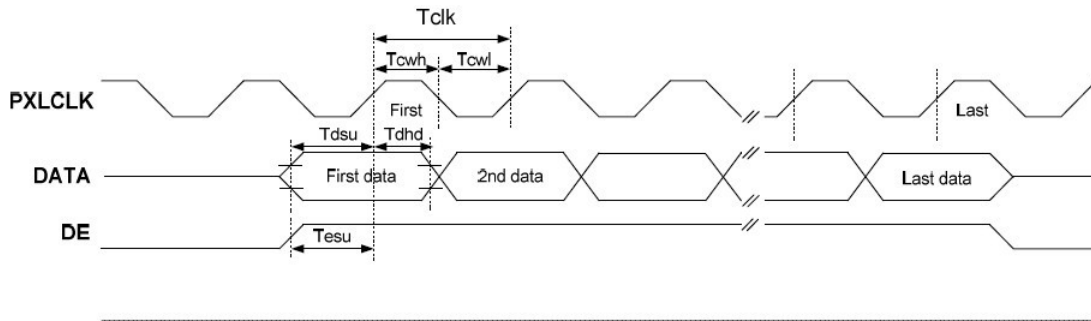 Tclk
Tcwh Tcwl
PXLCLK First Last
Tdsu Tdhd
DATA First data 2nd data Last data
DE Tesu